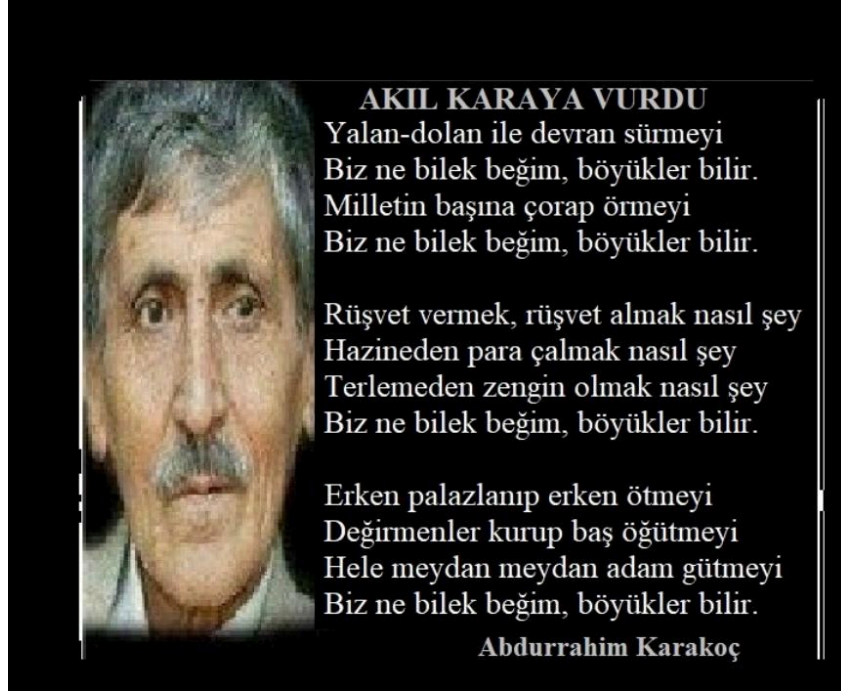 AKIL KARAYA VURDU
Yalan-dolan ile devran sürmeyi
Biz ne bilek beğim, böyükler bilir.
Milletin başına çorap örmeyi
Biz ne bilek beğim, böyükler bilir.
Rüşvet vermek, rüşvet almak nasıl şey
Hazineden para çalmak nasıl şey
Terlemeden zengin olmak nasıl şey
Biz ne bilek beğim, böyükler bilir.
Erken palazlanıp erken ötmeyi
Değirmenler kurup baş öğütmeyi
Hele meydan meydan adam gütmeyi
Biz ne bilek beğim, böyükler bilir.
Abdurrahim Karakoç